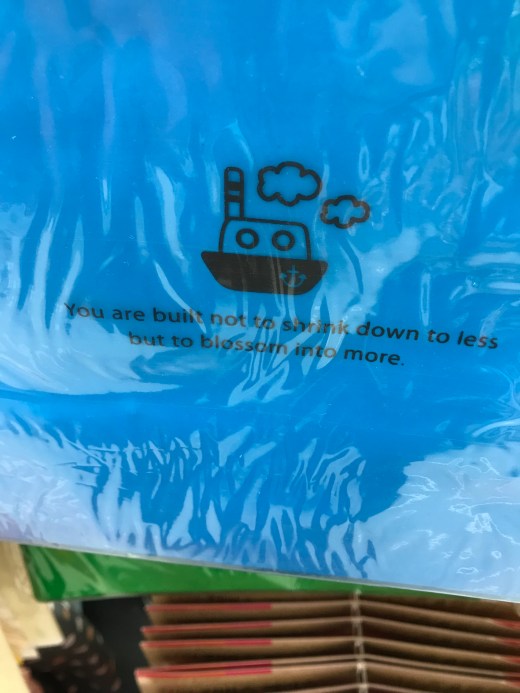 You are built not to shrink down to less
but to blossom into more.